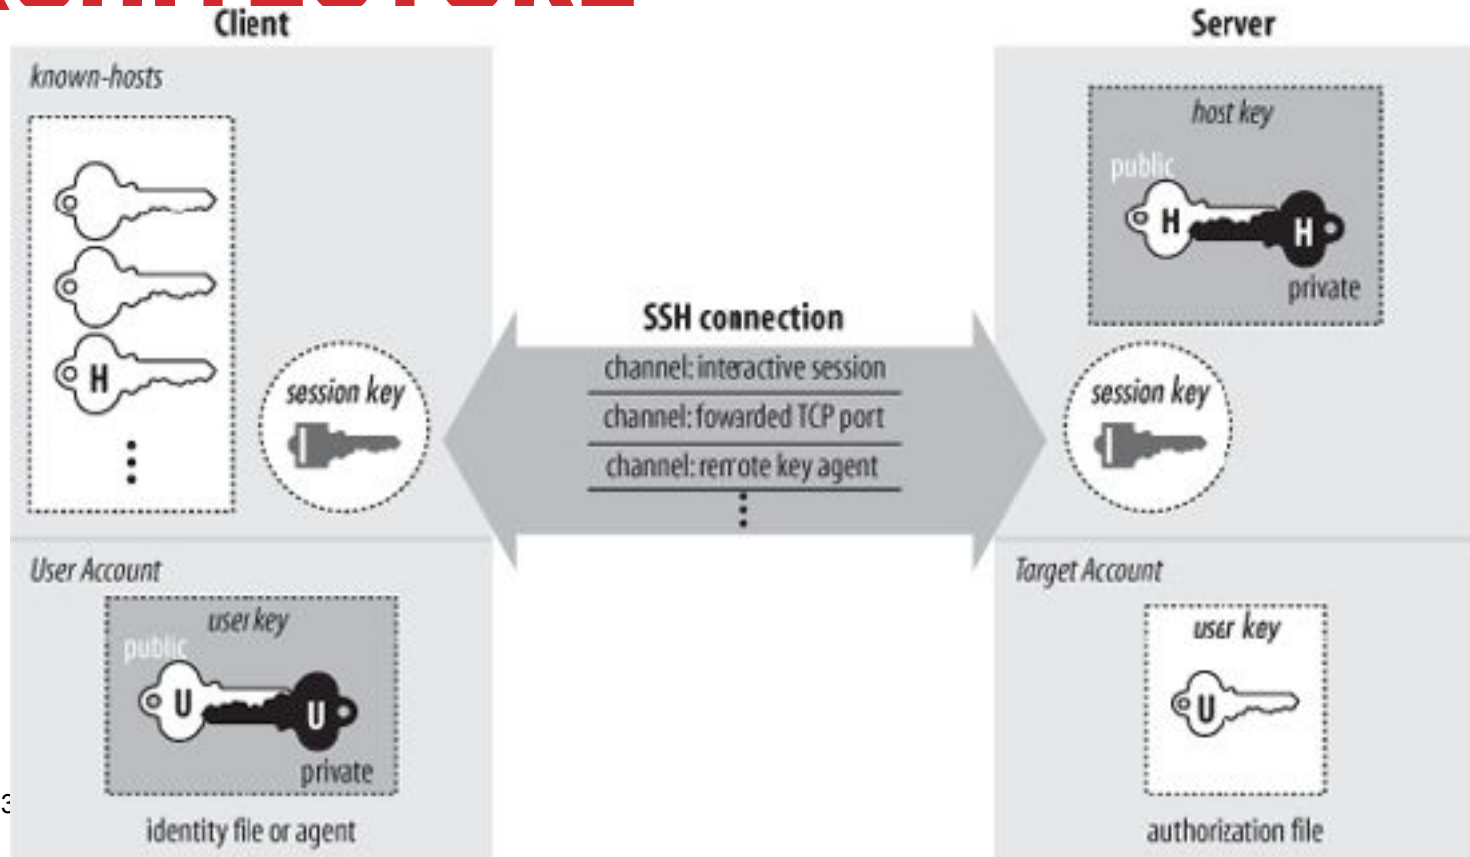 Client
known-hosts
H
session key
User Account
user key
public
U
U
private
identity file or agent
SSH connection
channel: interactive session
channel: fowarded TCP port
channel: remote key agent
Server
host key
public
H
H
private
session key
Target Account
user key
U
authorization file
3